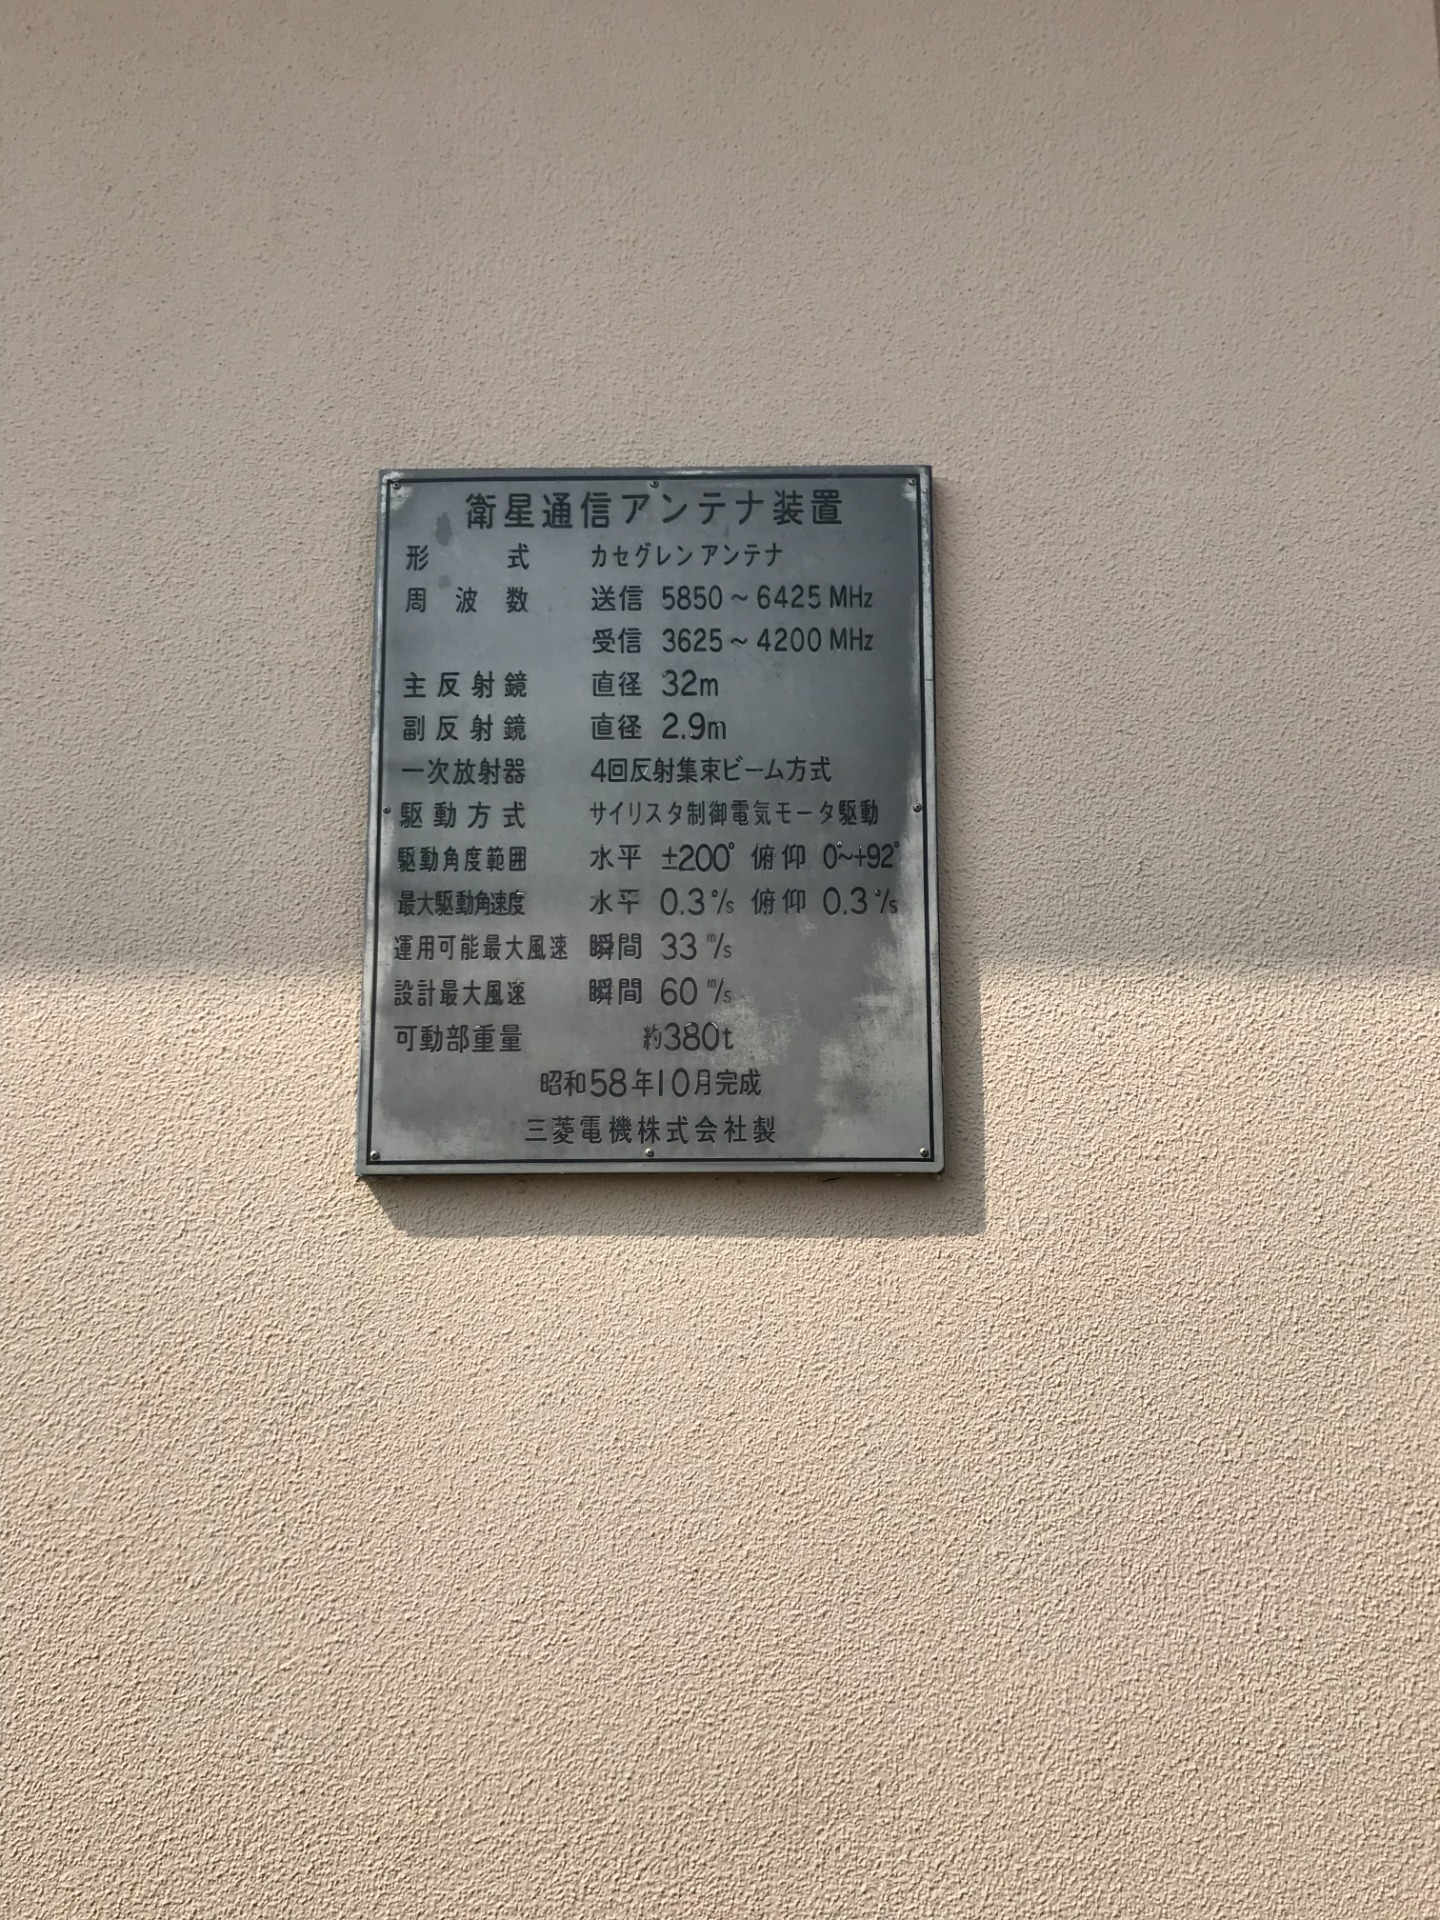 衛星通信アンテナ装置
形式 カセグレンアンテナ
周波数 送信 5850~6425MHz
受信 3625~4200MHz
主反射鏡 直径 32m
副反射鏡 直径 2.9m
一次放射器 4回反射集束ビーム方式
駆動方式 サイリスタ制御電気モータ駆動
駆動角度範囲 水平 ±200° 俯仰 0°~+92°
最大駆動角速度 水平 0.3°/s 俯仰 0.3°/s
運用可能最大風速 瞬間 33m/s
設計最大風速 瞬間 60m/s
可動部重量 約380t
昭和58年10月完成
三菱電機株式会社製